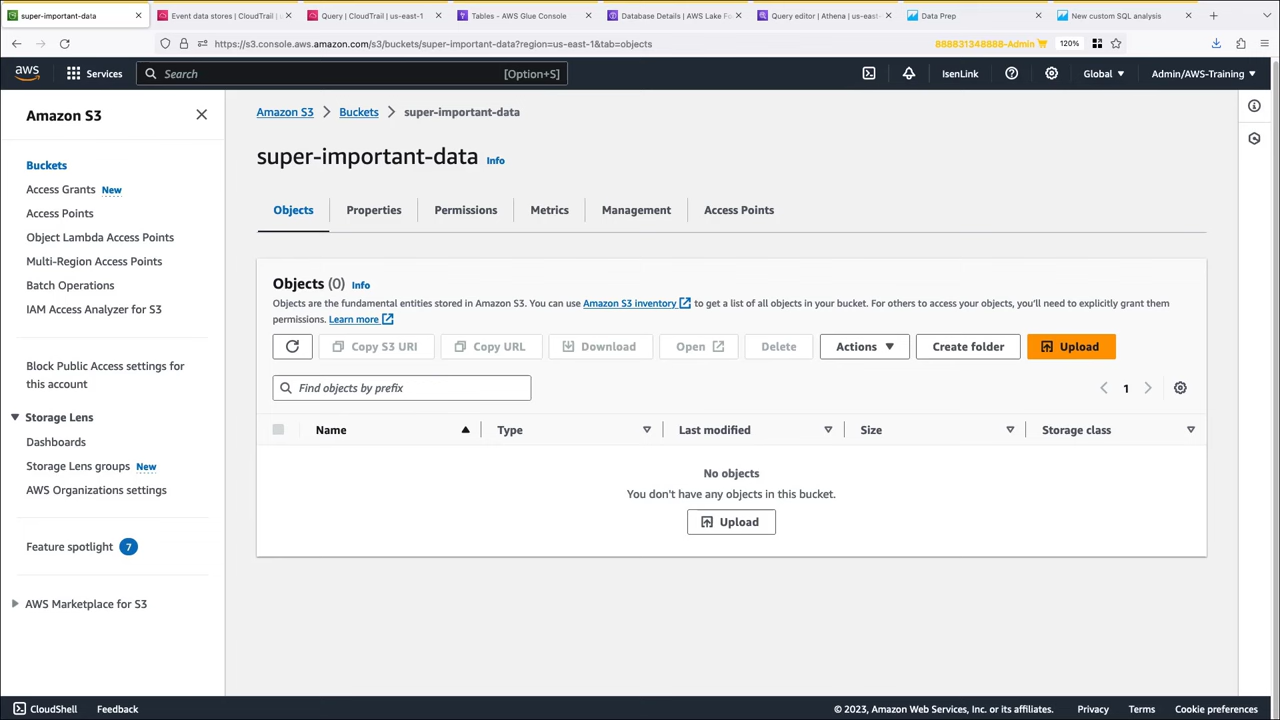 super-important-data
Event data stores | CloudTrail |
Query | CloudTrail | us-east-1
Tables - AWS Glue Console
Database Details | AWS Lake Fo
Query editor | Athena | us-east-
Data Prep
New custom SQL analysis
https://s3.console.aws.amazon.com/s3/buckets/super-important-data?region=us-east-1&tab=objects
888831348888-Admin
120%
aws
Services
Search
[Option+S]
IsenLink
Global
Admin/AWS-Training
Amazon S3
Buckets
Access Grants New
Access Points
Object Lambda Access Points
Multi-Region Access Points
Batch Operations
IAM Access Analyzer for S3
Block Public Access settings for
this account
Storage Lens
Dashboards
Storage Lens groups New
AWS Organizations settings
Feature spotlight 7
AWS Marketplace for S3
Amazon S3 > Buckets > super-important-data
super-important-data Info
Objects
Properties
Permissions
Metrics
Management
Access Points
Objects (0) Info
Objects are the fundamental entities stored in Amazon S3. You can use Amazon S3 inventory to get a list of all objects in your bucket. For others to access your objects, you'll need to explicitly grant them
permissions. Learn more
Copy S3 URI
Copy URL
Download
Open
Delete
Actions
Create folder
Upload
Find objects by prefix
1
Name
Type
Last modified
Size
Storage class
No objects
You don't have any objects in this bucket.
Upload
CloudShell
Feedback
© 2023, Amazon Web Services, Inc. or its affiliates.
Privacy
Terms
Cookie preferences